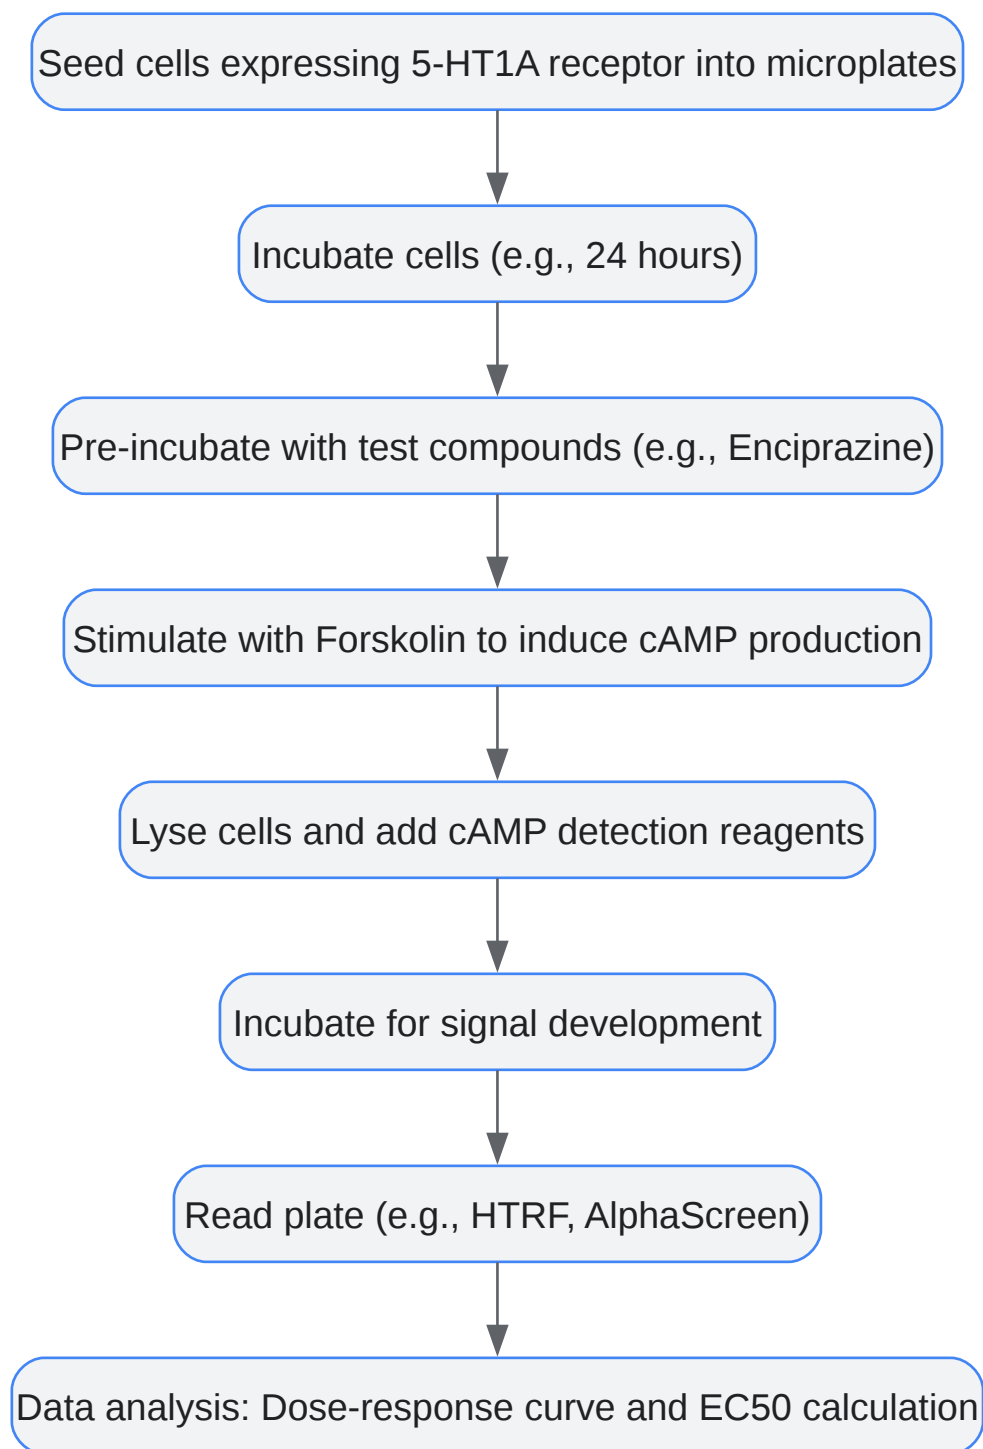 Seed cells expressing 5-HT1A receptor into microplates
Incubate cells (e.g., 24 hours)
Pre-incubate with test compounds (e.g., Enciprazine)
Stimulate with Forskolin to induce cAMP production
Lyse cells and add cAMP detection reagents
Incubate for signal development
Read plate (e.g., HTRF, AlphaScreen)
Data analysis: Dose-response curve and EC50 calculation